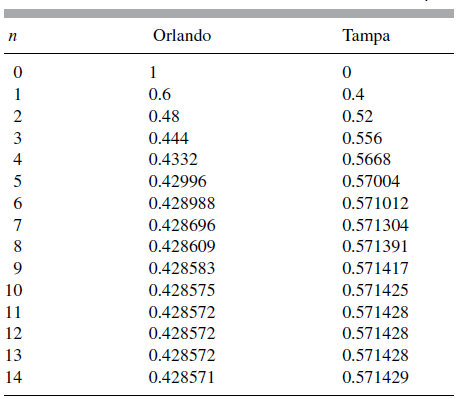 n Orlando Tampa
0 1 0
1 0.6 0.4
2 0.48 0.52
3 0.444 0.556
4 0.4332 0.5668
5 0.42996 0.57004
6 0.428988 0.571012
7 0.428696 0.571304
8 0.428609 0.571391
9 0.428583 0.571417
10 0.428575 0.571425
11 0.428572 0.571428
12 0.428572 0.571428
13 0.428572 0.571428
14 0.428571 0.571429